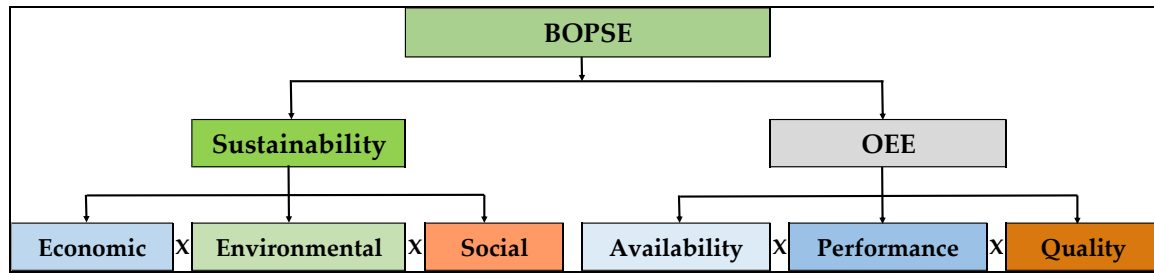 BOPSE
Sustainability OEE
Economic X Environmental X Social Availability X Performance X Quality